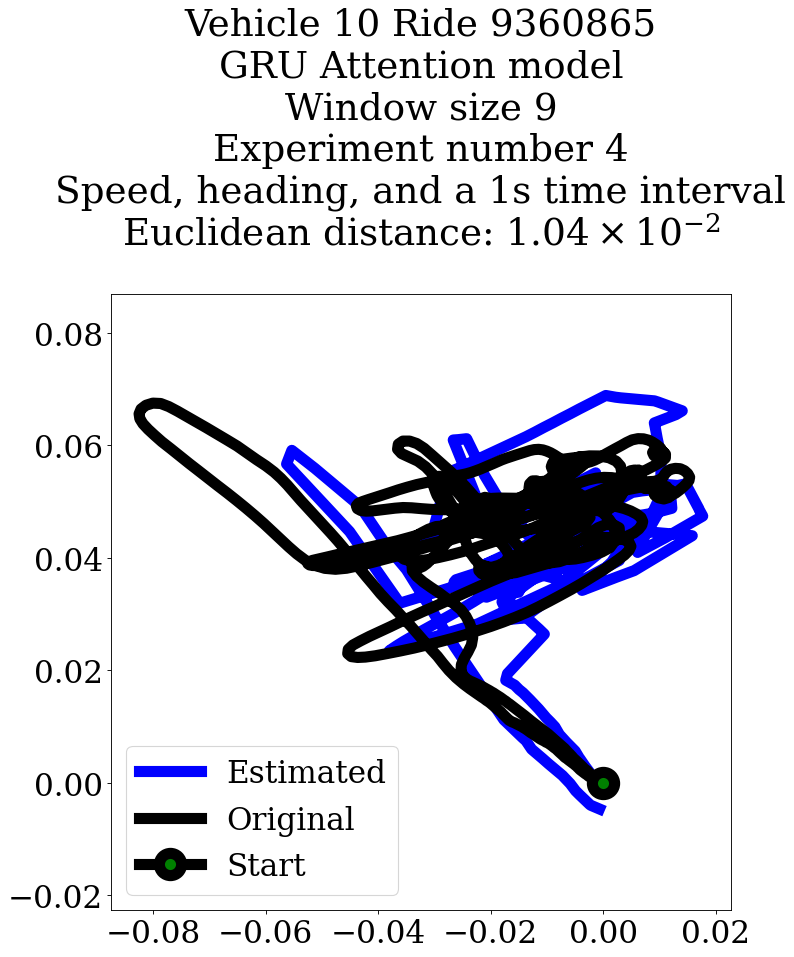 Vehicle 10 Ride 9360865
GRU Attention model
Window size 9
Experiment number 4
Speed, heading, and a 1s time interval
Euclidean distance: 1.04 × 10⁻²
0.08
0.06
0.04
0.02
0.00
−0.02
Estimated
Original
Start
−0.08 −0.06 −0.04 −0.02 0.00 0.02